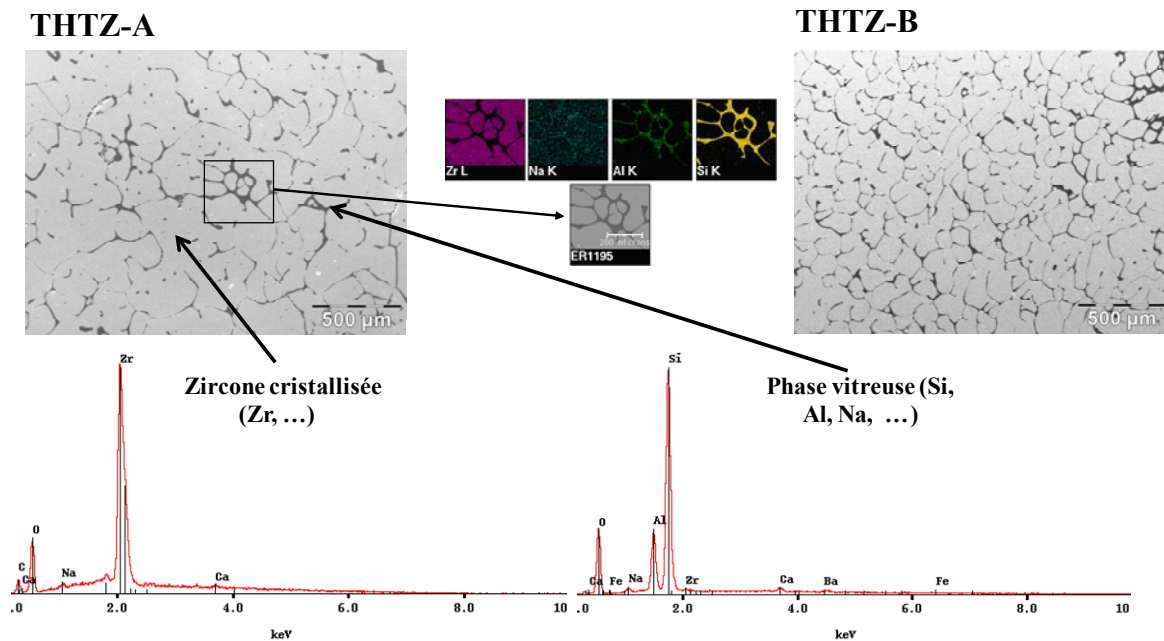 THTZ-A
THTZ-B
Zr L
Na K
Al K
Si K
200 microns
ER1195
500 µm
500 µm
Zircone cristallisée
(Zr, …)
Phase vitreuse (Si,
Al, Na, …)
Zr
O
C
Ca
Na
Ca
.0 2.0 4.0 6.0 8.0 10
keV
Si
O
Al
Ca
Fe
Na
Zr
Ca
Ba
Fe
.0 2.0 4.0 6.0 8.0 10
keV